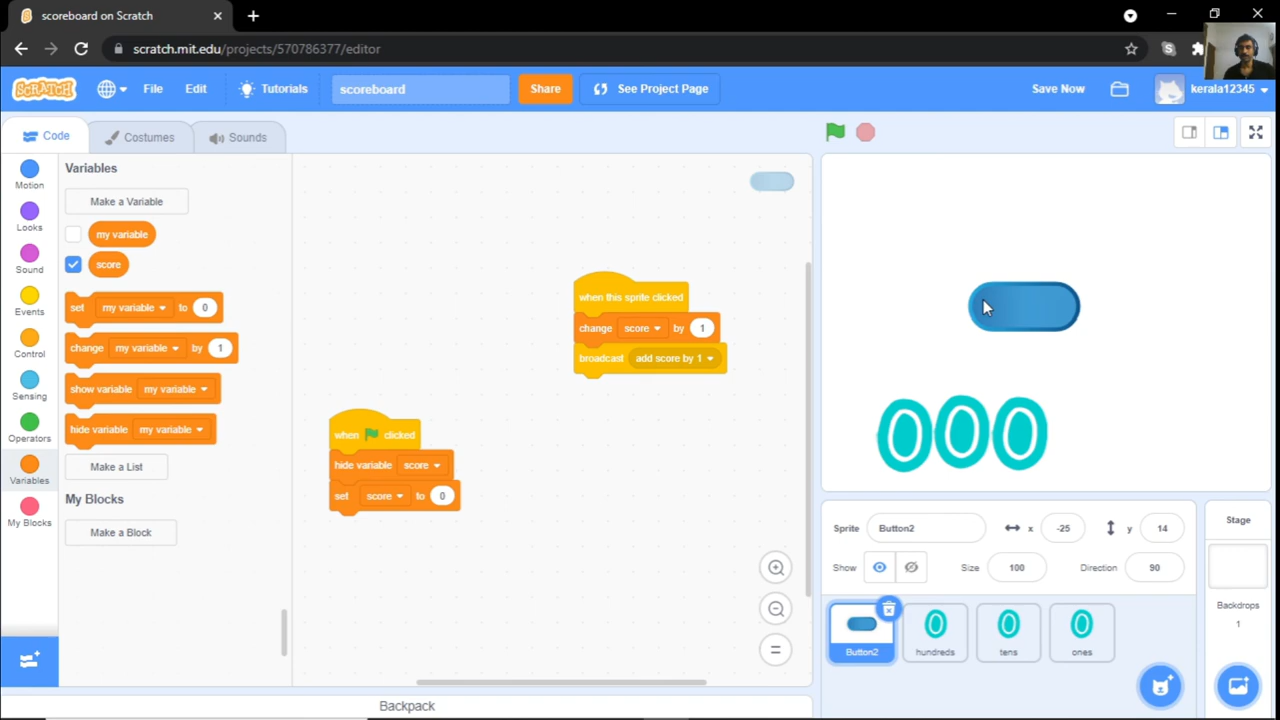 scoreboard on Scratch
scratch.mit.edu/projects/570786377/editor
SCRATCH
File
Edit
Tutorials
scoreboard
Share
See Project Page
Save Now
kerala12345
Code
Costumes
Sounds
Motion
Looks
Sound
Events
Control
Sensing
Operators
Variables
My Blocks
Variables
Make a Variable
my variable
score
set my variable to 0
change my variable by 1
show variable my variable
hide variable my variable
Make a List
My Blocks
Make a Block
when this sprite clicked
change score by 1
broadcast add score by 1
when clicked
hide variable score
set score to 0
000
Sprite Button2 x -25 y 14
Show Size 100 Direction 90
Button2
hundreds
tens
ones
Stage
Backdrops
1
Backpack